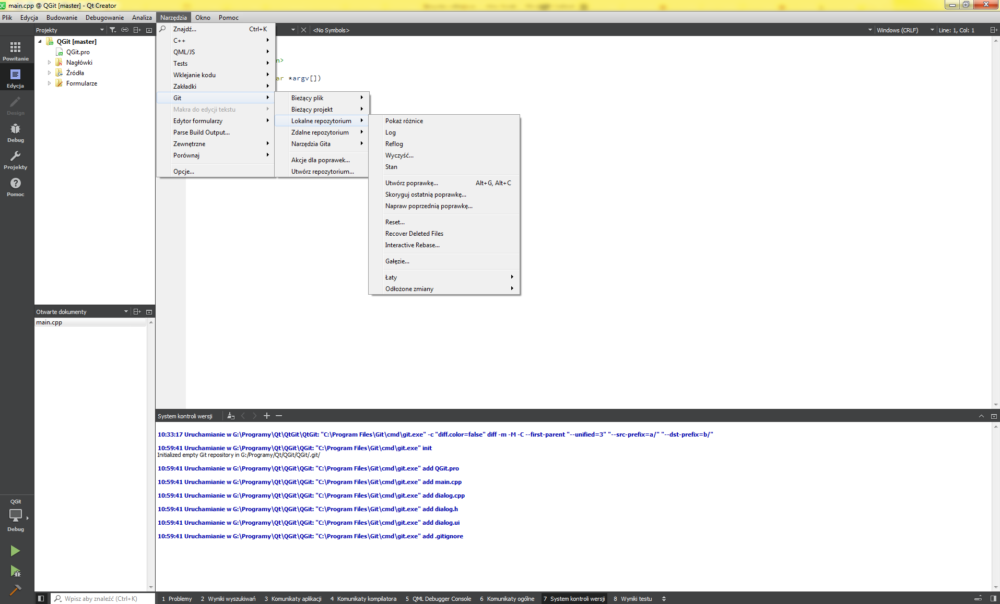 main.cpp @ QGit [master] - Qt Creator
Plik Edycja Budowanie Debugowanie Analiza Narzędzia Okno Pomoc
Projekty <No Symbols> Windows (CRLF) Line: 1, Col: 1
QGit [master]
QGit.pro
Nagłówki
Źródła
Formularze
Powitanie
Edycja
Design
Debug
Projekty
Pomoc
Znajdź... Ctrl+K
C++
QML/JS
Tests
Wklejanie kodu
Zakładki
Git
Makra do edycji tekstu
Edytor formularzy
Parse Build Output...
Zewnętrzne
Porównaj
Opcje...
n>
ar *argv[])
Bieżący plik
Bieżący projekt
Lokalne repozytorium
Zdalne repozytorium
Narzędzia Gita
Akcje dla poprawek...
Utwórz repozytorium...
Pokaż różnice
Log
Reflog
Wyczyść...
Stan
Utwórz poprawkę... Alt+G, Alt+C
Skoryguj ostatnią poprawkę...
Napraw poprzednią poprawkę...
Reset...
Recover Deleted Files
Interactive Rebase...
Gałęzie...
Łaty
Odłożone zmiany
Otwarte dokumenty
main.cpp
System kontroli wersji
10:33:17 Uruchamianie w G:\Programy\Qt\QtGit\QtGit: "C:\Program Files\Git\cmd\git.exe" -c "diff.color=false" diff -m -M -C --first-parent "--unified=3" "--src-prefix=a/" "--dst-prefix=b/"
10:59:41 Uruchamianie w G:\Programy\Qt\QGit\QGit: "C:\Program Files\Git\cmd\git.exe" init
Initialized empty Git repository in G:/Programy/Qt/QGit/QGit/.git/
10:59:41 Uruchamianie w G:\Programy\Qt\QGit\QGit: "C:\Program Files\Git\cmd\git.exe" add QGit.pro
10:59:41 Uruchamianie w G:\Programy\Qt\QGit\QGit: "C:\Program Files\Git\cmd\git.exe" add main.cpp
10:59:41 Uruchamianie w G:\Programy\Qt\QGit\QGit: "C:\Program Files\Git\cmd\git.exe" add dialog.cpp
10:59:41 Uruchamianie w G:\Programy\Qt\QGit\QGit: "C:\Program Files\Git\cmd\git.exe" add dialog.h
10:59:41 Uruchamianie w G:\Programy\Qt\QGit\QGit: "C:\Program Files\Git\cmd\git.exe" add dialog.ui
10:59:41 Uruchamianie w G:\Programy\Qt\QGit\QGit: "C:\Program Files\Git\cmd\git.exe" add .gitignore
QGit
Debug
Wpisz aby znaleźć (Ctrl+K) 1 Problemy 2 Wyniki wyszukiwań 3 Komunikaty aplikacji 4 Komunikaty kompilatora 5 QML Debugger Console 6 Komunikaty ogólne 7 System kontroli wersji 8 Wyniki testu